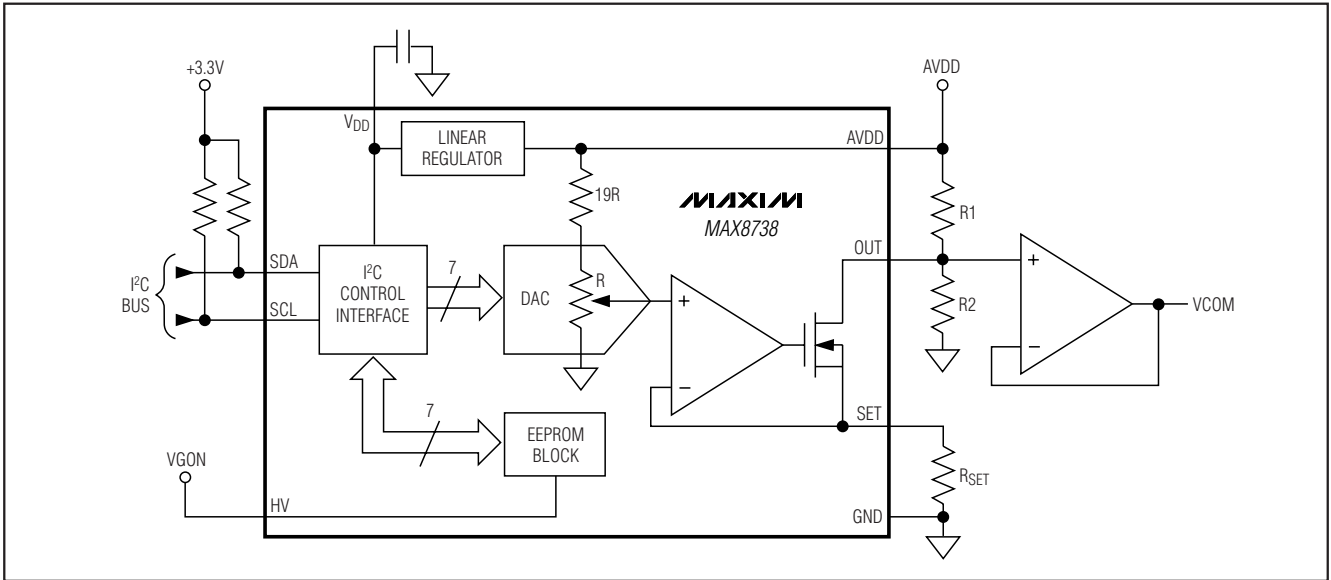 +3.3V
AVDD
VDD
LINEAR
REGULATOR
AVDD
19R
MAXIM
MAX8738
R1
OUT
SDA
I²C
BUS
SCL
I²C
CONTROL
INTERFACE
7
DAC
R
+
−
+
−
R2
VCOM
SET
7
EEPROM
BLOCK
VGON
HV
RSET
GND